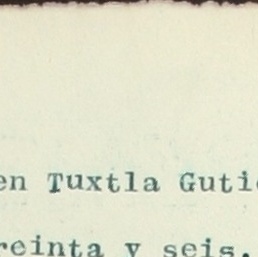 en Tuxtla Guti
reinta y seis.